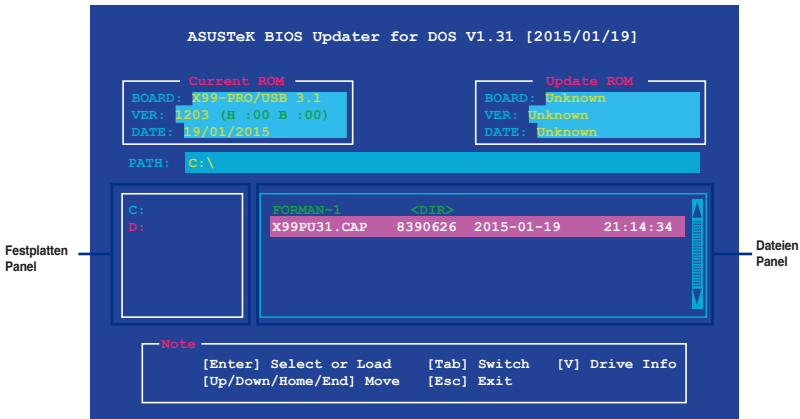 ASUSTeK BIOS Updater for DOS V1.31 [2015/01/19]
Current ROM
BOARD: X99-PRO/USB 3.1
VER: 1203 (H :00 B :00)
DATE: 19/01/2015
Update ROM
BOARD: Unknown
VER: Unknown
DATE: Unknown
PATH: C:\
C:
D:
FORMAN~1 <DIR>
X99PU31.CAP 8390626 2015-01-19 21:14:34
Festplatten
Panel
Dateien
Panel
Note
[Enter] Select or Load [Tab] Switch [V] Drive Info
[Up/Down/Home/End] Move [Esc] Exit